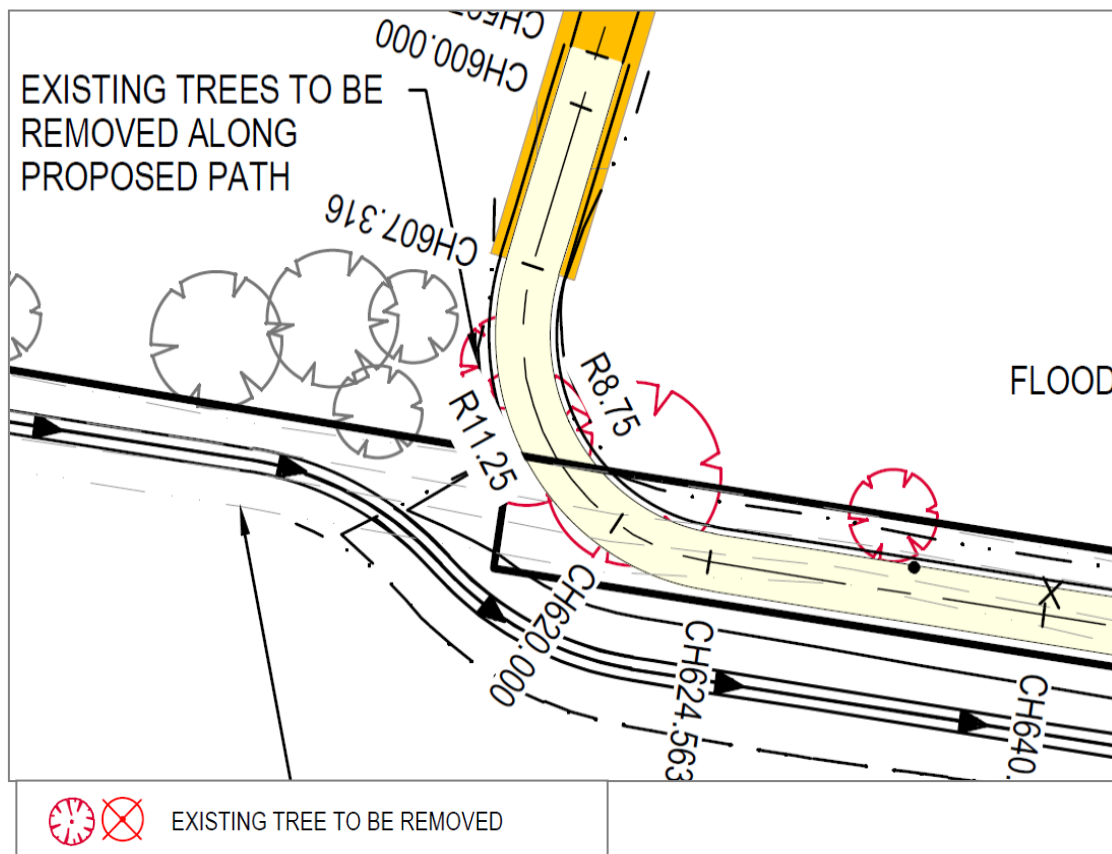 CH600.000
EXISTING TREES TO BE
REMOVED ALONG
PROPOSED PATH
CH607.316
R8.75
FLOOD
R11.25
CH620.000
CH624.563
CH640.
X
EXISTING TREE TO BE REMOVED